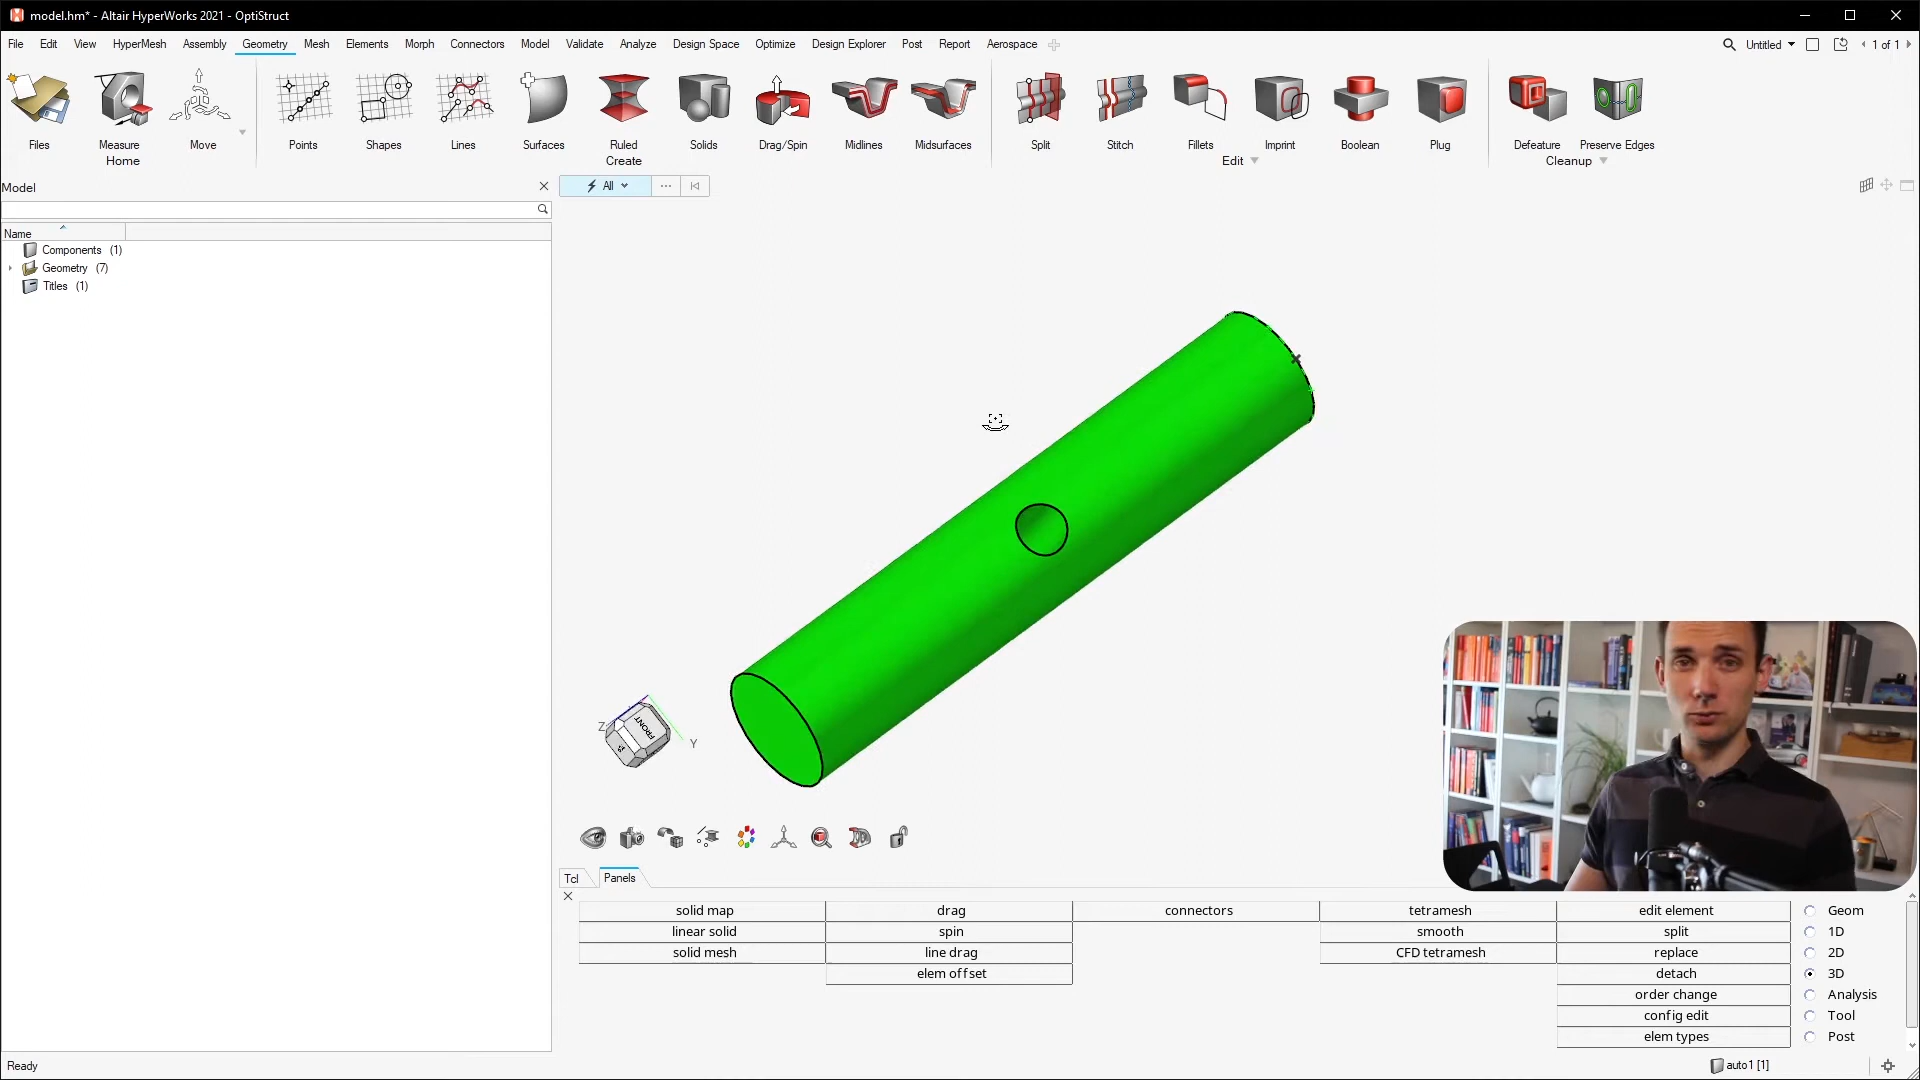 model.hm* - Altair HyperWorks 2021 - OptiStruct
File Edit View HyperMesh Assembly Geometry Mesh Elements Morph Connectors Model Validate Analyze Design Space Optimize Design Explorer Post Report Aerospace Untitled 1 of 1
Files Measure Move Points Shapes Lines Surfaces Ruled Solids Drag/Spin Midlines Midsurfaces Split Stitch Fillets Imprint Boolean Plug Defeature Preserve Edges
Home Create Edit Cleanup
Model
All
Name
Components (1)
Geometry (7)
Titles (1)
FRONT
Z
Y
Tcl Panels
solid map drag connectors tetramesh edit element Geom
linear solid spin smooth split 1D
solid mesh line drag CFD tetramesh replace 2D
elem offset detach 3D
order change Analysis
config edit Tool
elem types Post
Ready auto1 [1]